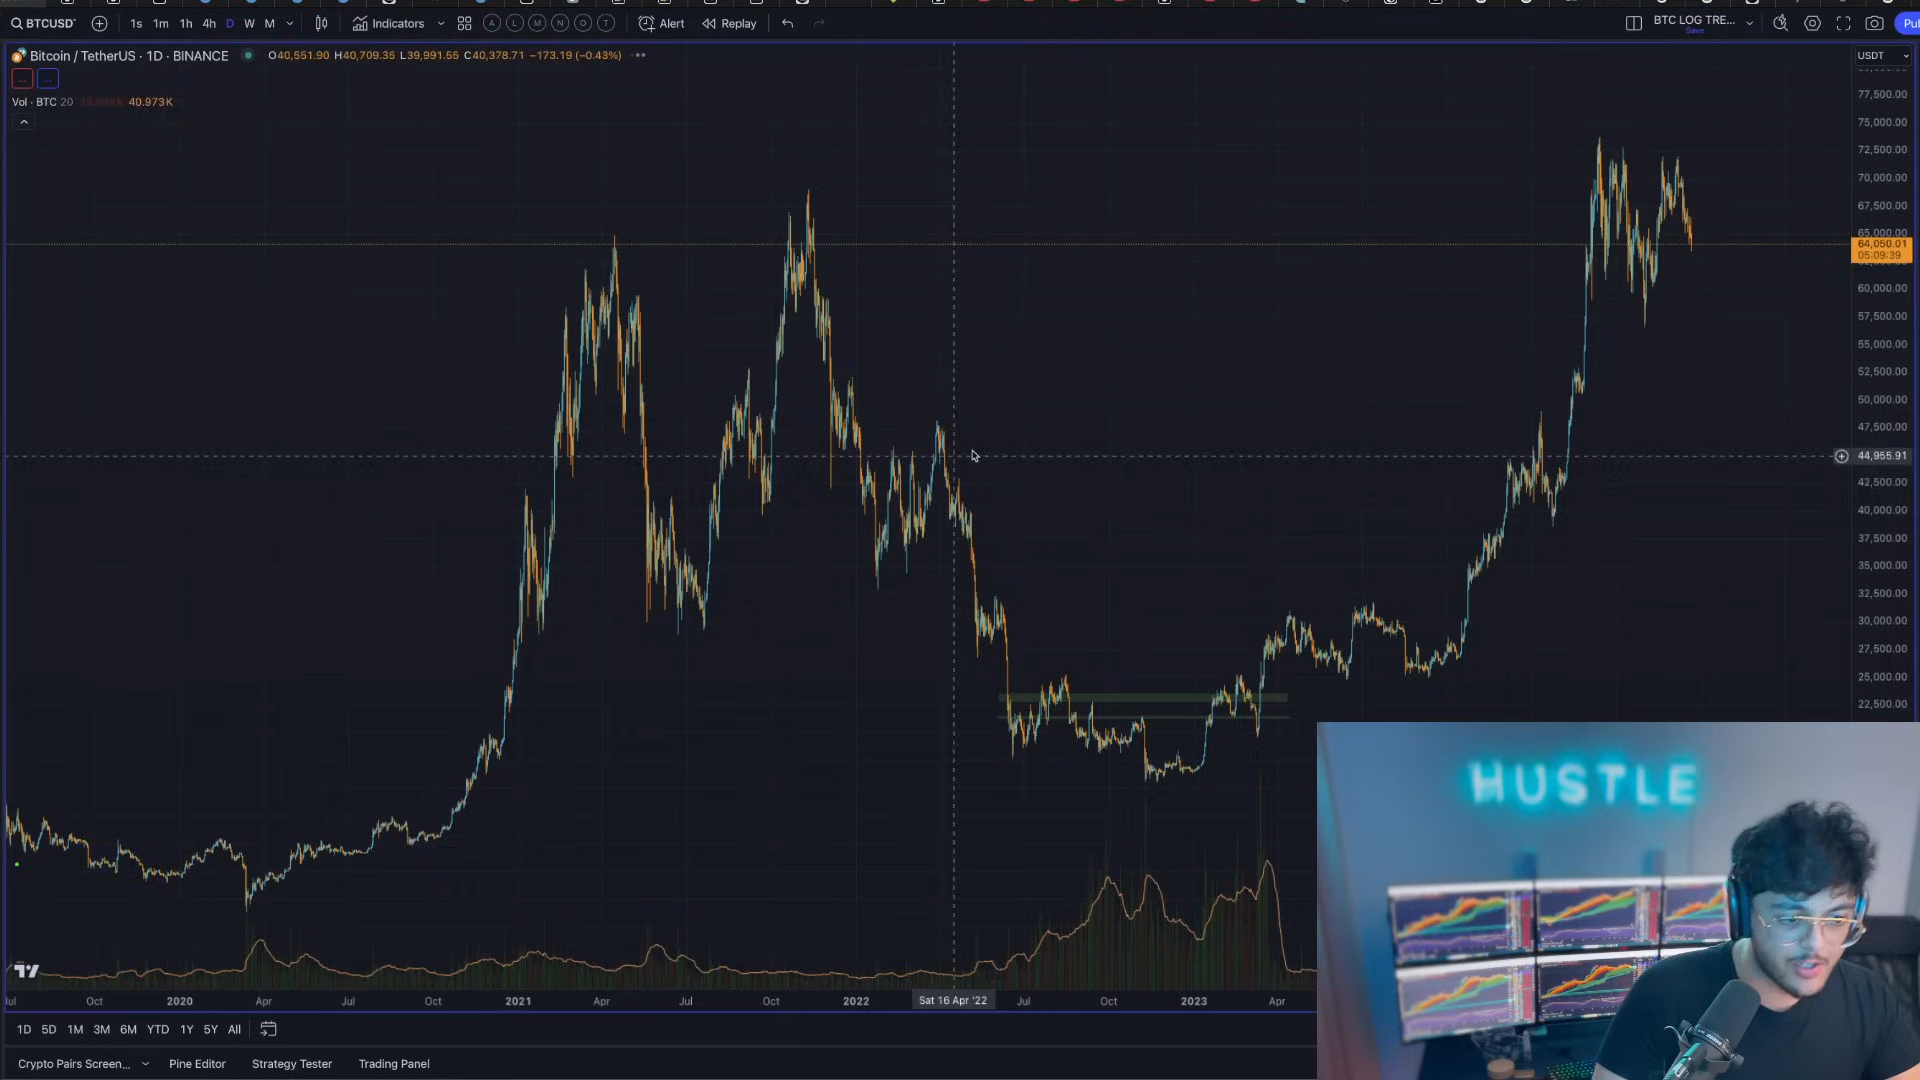 BTCUSD 1s 1m 1h 4h D W M Indicators A L M N O T Alert Replay BTC LOG TRE...
Save
Bitcoin / TetherUS · 1D · BINANCE O40,551.90 H40,709.35 L39,991.55 C40,378.71 −173.19 (−0.43%)
USDT
Vol · BTC 20 40.973K
77,500.00
75,000.00
72,500.00
70,000.00
67,500.00
65,000.00
64,050.01
05:09:39
60,000.00
57,500.00
55,000.00
52,500.00
50,000.00
47,500.00
44,955.91
42,500.00
40,000.00
37,500.00
35,000.00
32,500.00
30,000.00
27,500.00
25,000.00
22,500.00
HUSTLE
Oct 2020 Apr Jul Oct 2021 Apr Jul Oct 2022 Sat 16 Apr '22 Jul Oct 2023 Apr
1D 5D 1M 3M 6M YTD 1Y 5Y All
Crypto Pairs Screen... Pine Editor Strategy Tester Trading Panel